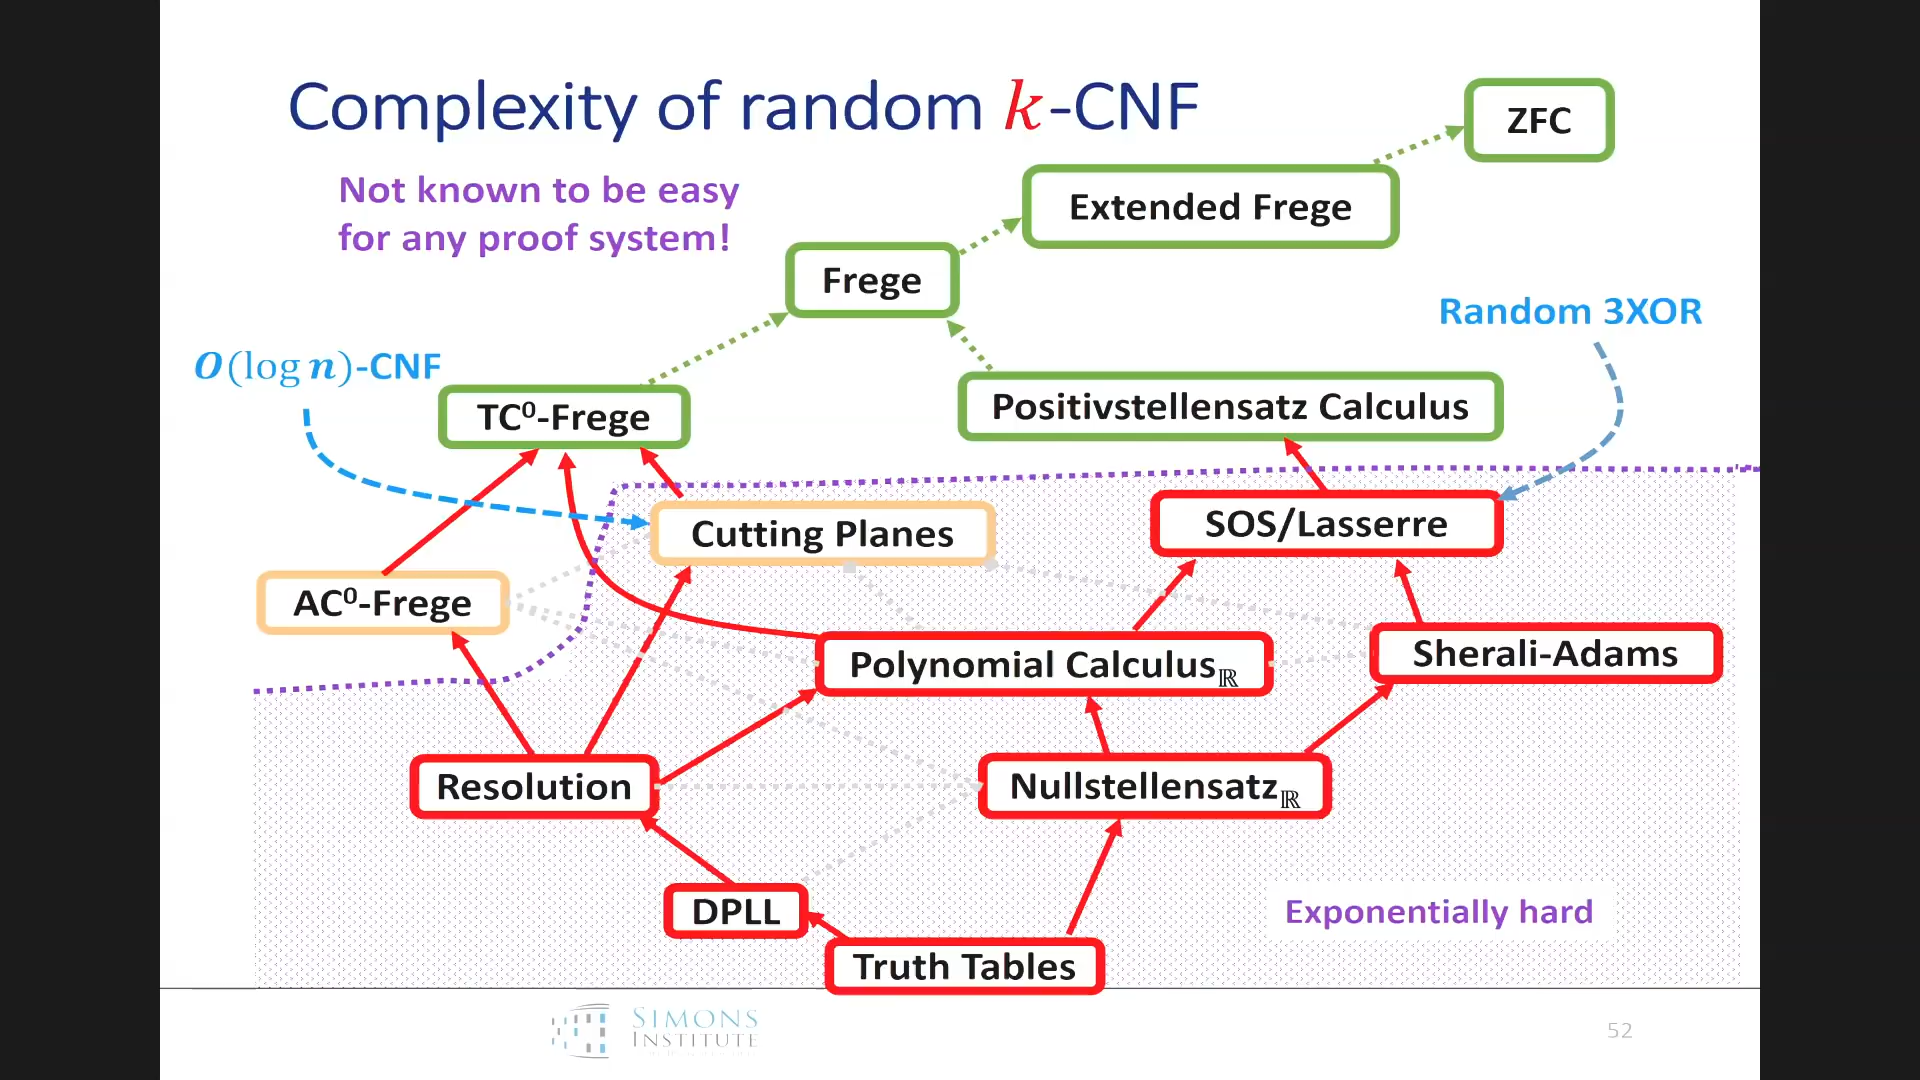 Complexity of random k-CNF
ZFC
Not known to be easy
for any proof system!
Extended Frege
Frege
Random 3XOR
O(log n)-CNF
TC⁰-Frege
Positivstellensatz Calculus
Cutting Planes
SOS/Lasserre
AC⁰-Frege
Polynomial Calculusℝ
Sherali-Adams
Resolution
Nullstellensatzℝ
DPLL
Exponentially hard
Truth Tables
SIMONS
INSTITUTE
52